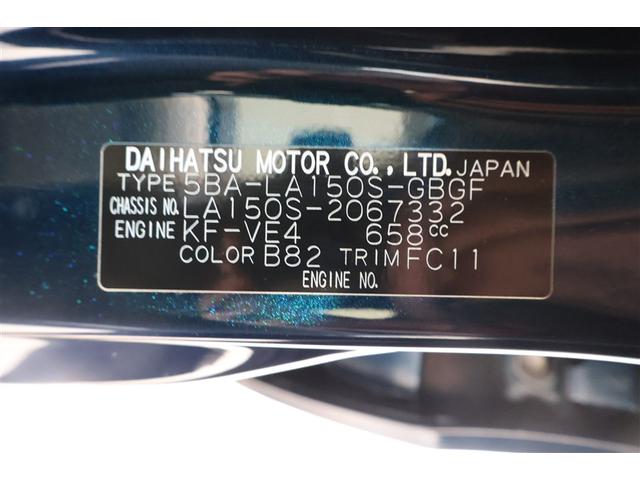 DAIHATSU MOTOR CO., LTD. JAPAN
TYPE 5BA-LA150S-GBGF
CHASSIS NO. LA150S-2067332
ENGINE KF-VE4 658cc
COLOR B82 TRIM FC11
ENGINE NO.